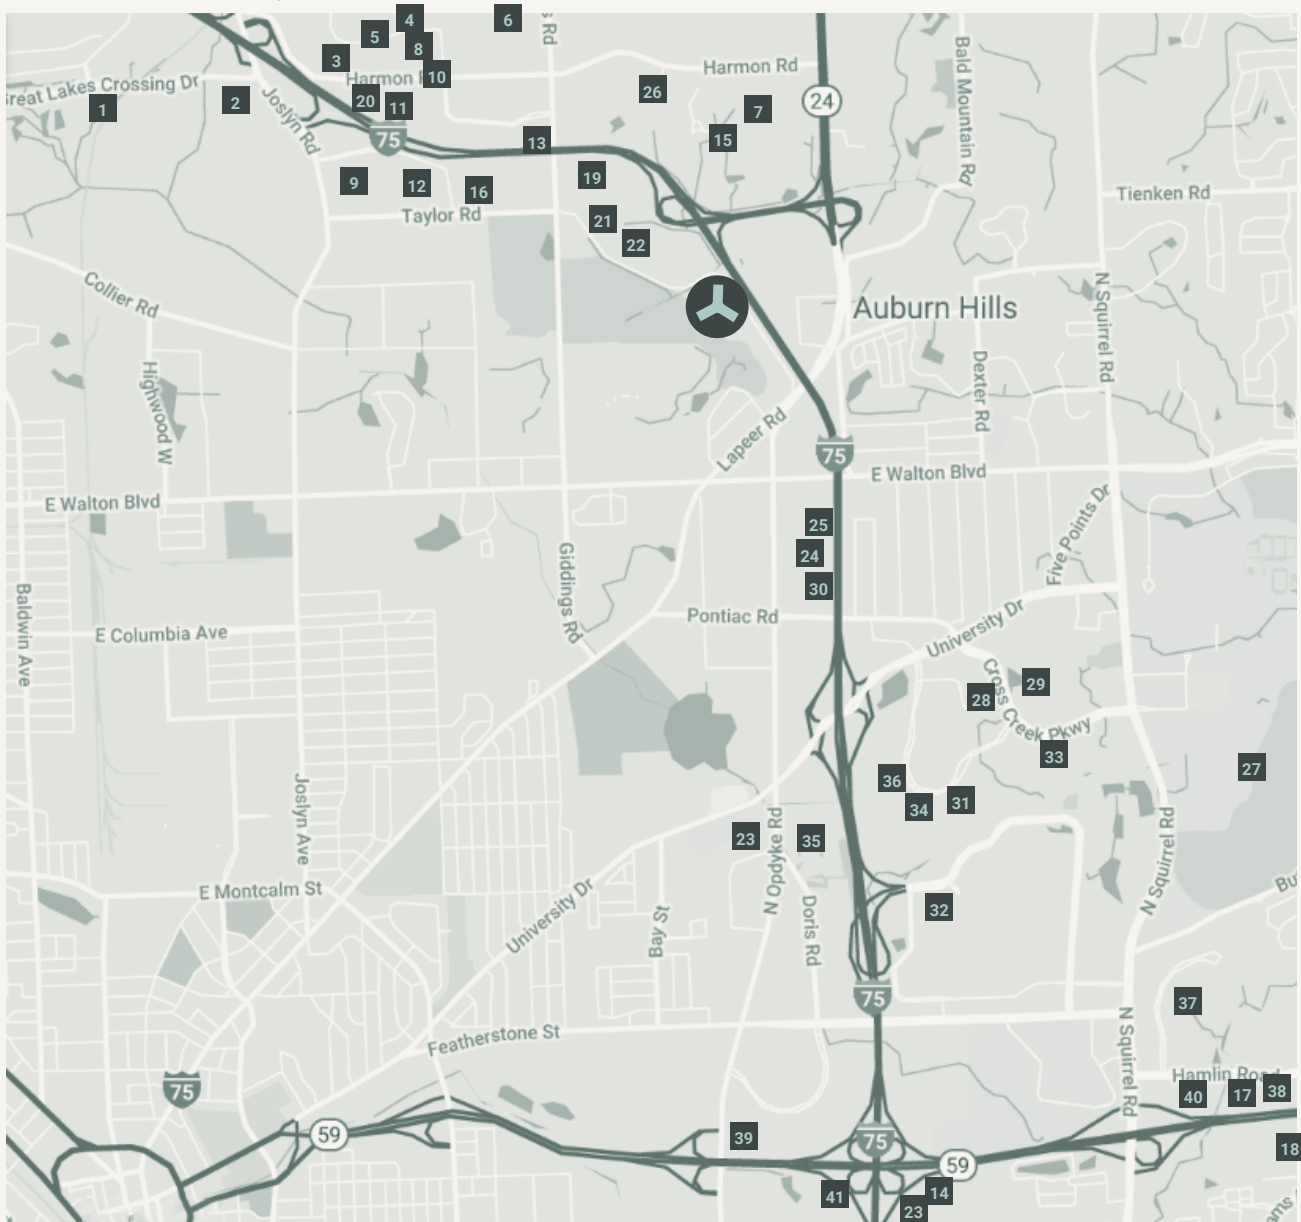 4
6
s Rd
5
8
3
10
Harmon R
Harmon Rd
Bald Mountain Rd
Great Lakes Crossing Dr
1
2
Joslyn Rd
20
11
26
7
24
75
13
15
9
12
16
19
Tienken Rd
Taylor Rd
21
22
Collier Rd
N Squirrel Rd
Auburn Hills
Highwood W
Dexter Rd
Lapeer Rd
75
E Walton Blvd
E Walton Blvd
Five Points Dr
25
24
30
Giddings Rd
Baldwin Ave
Pontiac Rd
University Dr
E Columbia Ave
Cross Creek Pkwy
28
29
33
27
36
34
31
Joslyn Ave
23
N Opdyke Rd
35
N Squirrel Rd
E Montcalm St
Bu
University Dr
Bay St
Doris Rd
32
75
37
N Squirrel Rd
Featherstone St
75
Hamlin Road
40
17
38
59
39
75
59
18
41
14
23
ms